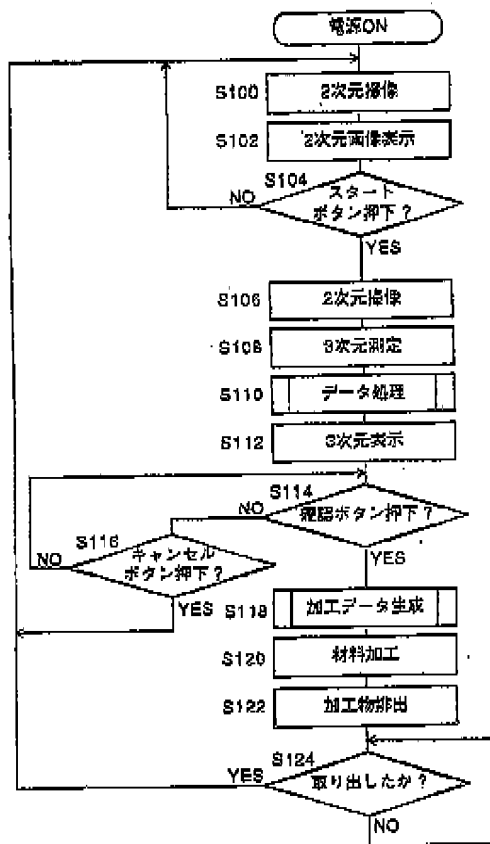 電源ON
S100
2次元撮像
S102
2次元画像表示
S104
NO
スタート
ボタン押下？
YES
S106
2次元撮像
S108
3次元測定
S110
データ処理
S112
3次元表示
S114
NO
確認ボタン押下？
YES
S116
NO
キャンセル
ボタン押下？
YES
S118
加工データ生成
S120
材料加工
S122
加工物排出
S124
YES
取り出したか？
NO